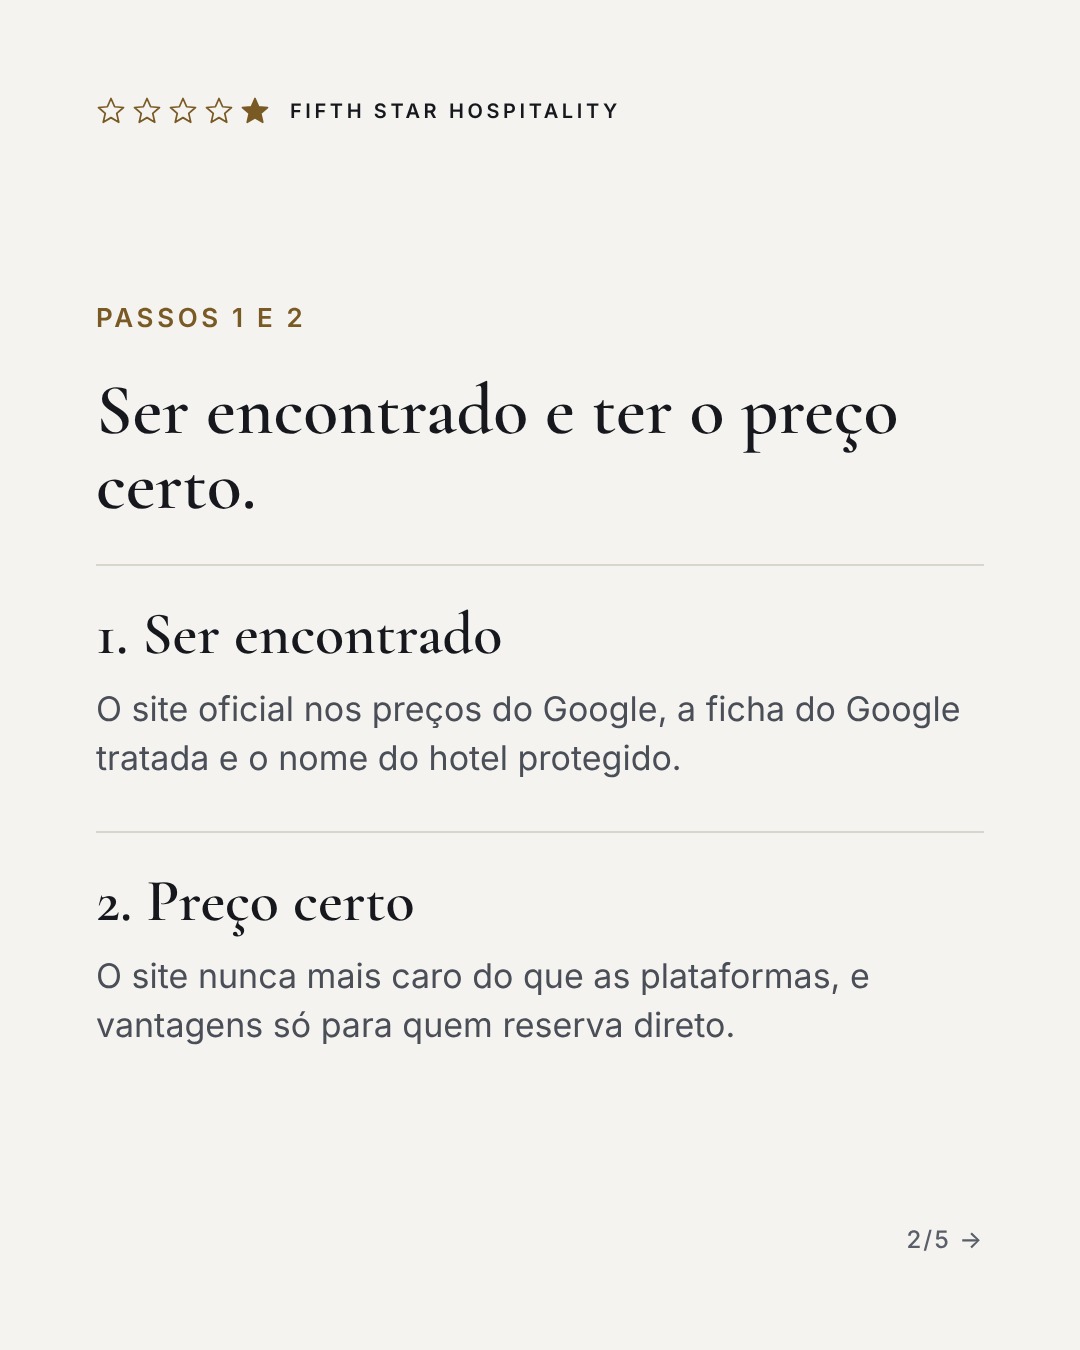 FIFTH STAR HOSPITALITY
PASSOS 1 E 2
Ser encontrado e ter o preço
certo.
1. Ser encontrado
O site oficial nos preços do Google, a ficha do Google
tratada e o nome do hotel protegido.
2. Preço certo
O site nunca mais caro do que as plataformas, e
vantagens só para quem reserva direto.
2/5 →